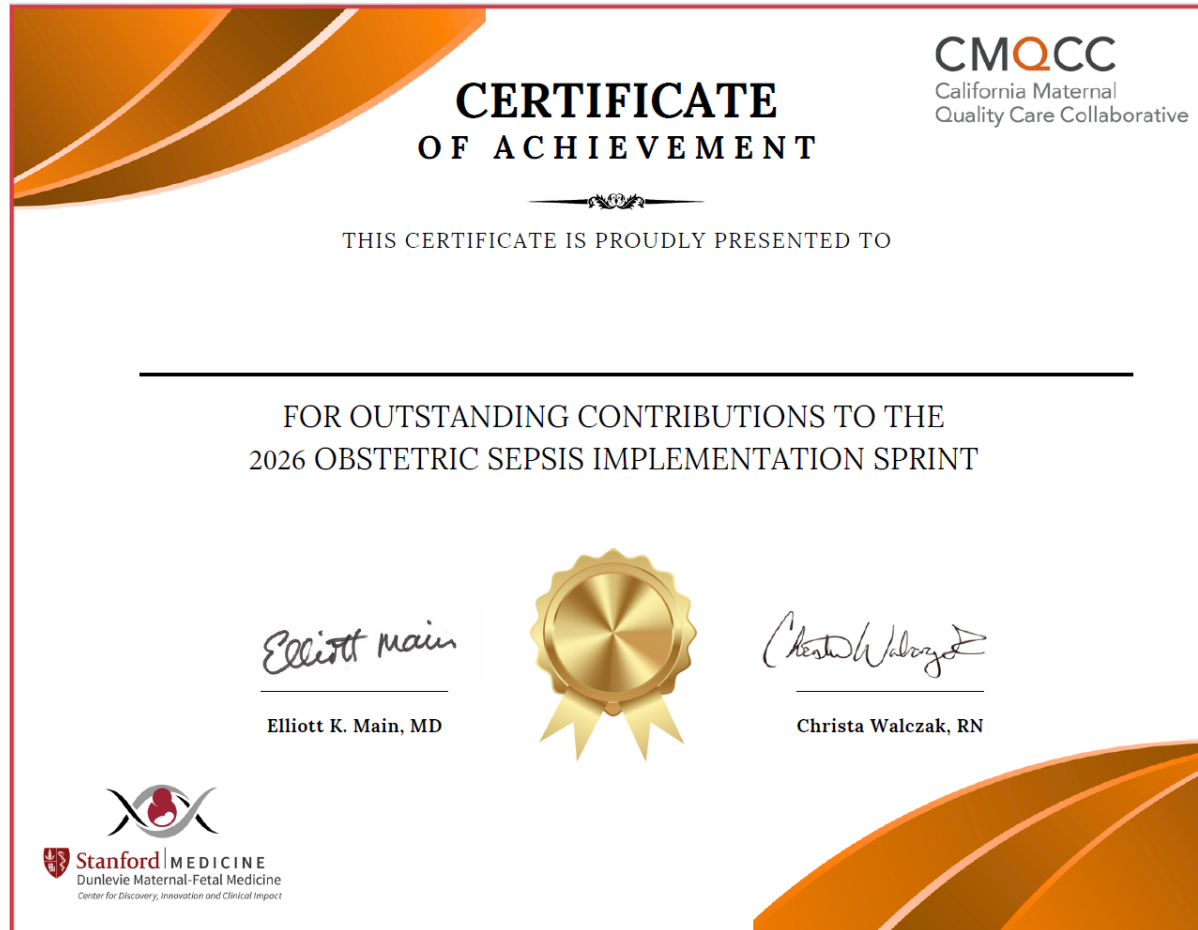 CMQCC
California Maternal
Quality Care Collaborative
CERTIFICATE
OF ACHIEVEMENT
THIS CERTIFICATE IS PROUDLY PRESENTED TO
FOR OUTSTANDING CONTRIBUTIONS TO THE
2026 OBSTETRIC SEPSIS IMPLEMENTATION SPRINT
Elliott Main
Christa Walczak
Elliott K. Main, MD
Christa Walczak, RN
Stanford MEDICINE
Dunlevie Maternal-Fetal Medicine
Center for Discovery, Innovation and Clinical Impact